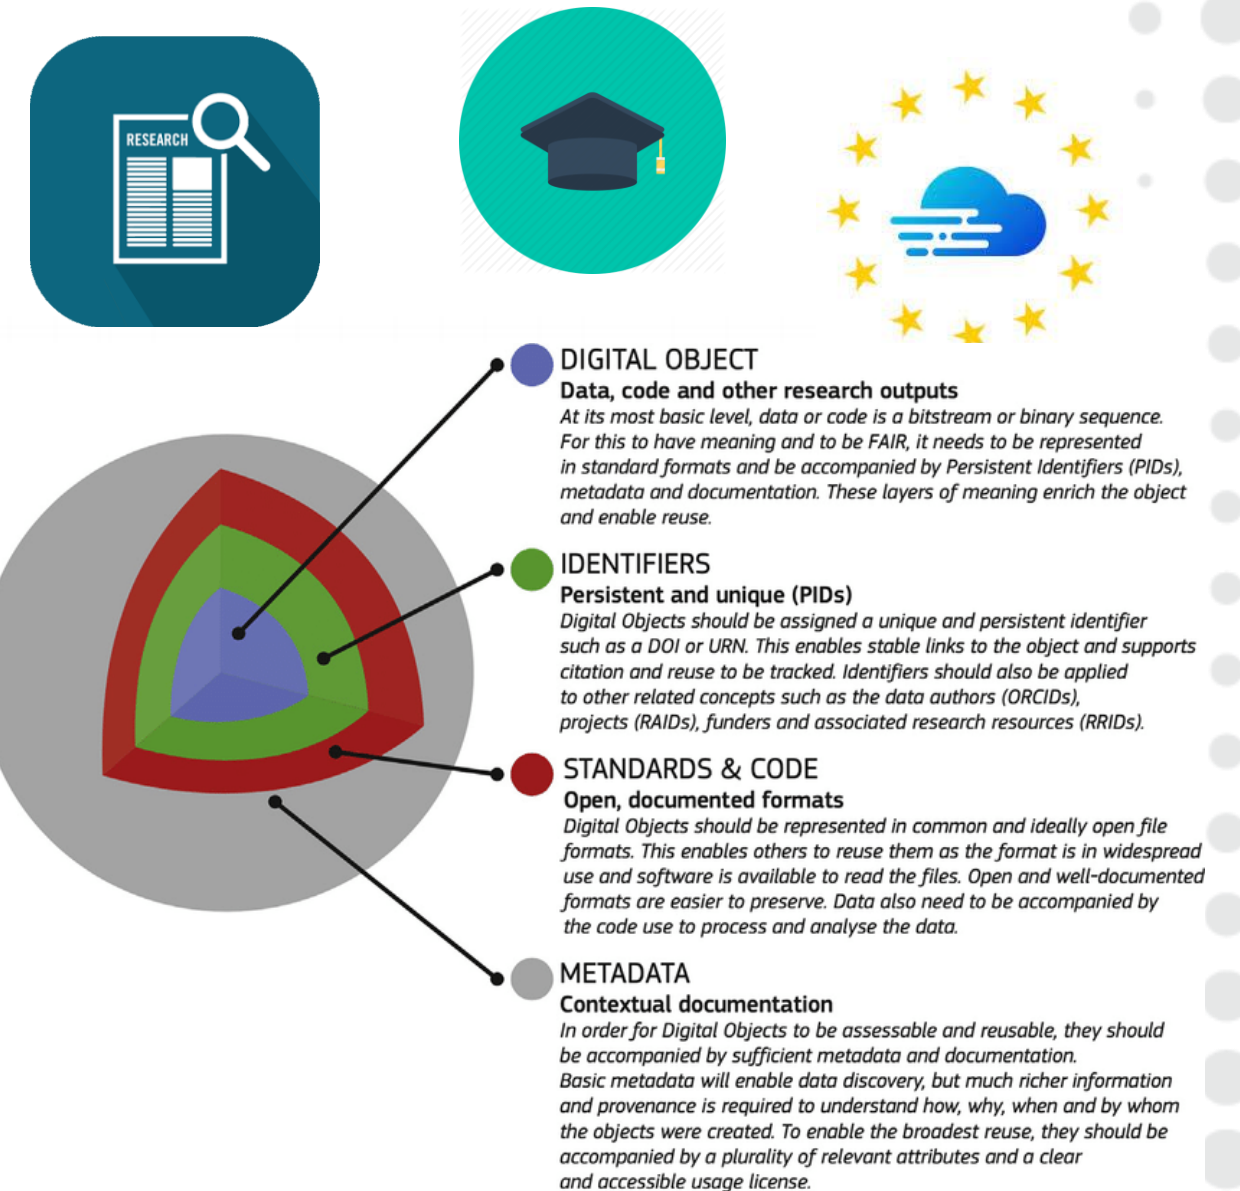 RESEARCH
DIGITAL OBJECT
Data, code and other research outputs
At its most basic level, data or code is a bitstream or binary sequence.
For this to have meaning and to be FAIR, it needs to be represented
in standard formats and be accompanied by Persistent Identifiers (PIDs),
metadata and documentation. These layers of meaning enrich the object
and enable reuse.
IDENTIFIERS
Persistent and unique (PIDs)
Digital Objects should be assigned a unique and persistent identifier
such as a DOI or URN. This enables stable links to the object and supports
citation and reuse to be tracked. Identifiers should also be applied
to other related concepts such as the data authors (ORCIDs),
projects (RAIDs), funders and associated research resources (RRIDs).
STANDARDS & CODE
Open, documented formats
Digital Objects should be represented in common and ideally open file
formats. This enables others to reuse them as the format is in widespread
use and software is available to read the files. Open and well-documented
formats are easier to preserve. Data also need to be accompanied by
the code use to process and analyse the data.
METADATA
Contextual documentation
In order for Digital Objects to be assessable and reusable, they should
be accompanied by sufficient metadata and documentation.
Basic metadata will enable data discovery, but much richer information
and provenance is required to understand how, why, when and by whom
the objects were created. To enable the broadest reuse, they should be
accompanied by a plurality of relevant attributes and a clear
and accessible usage license.